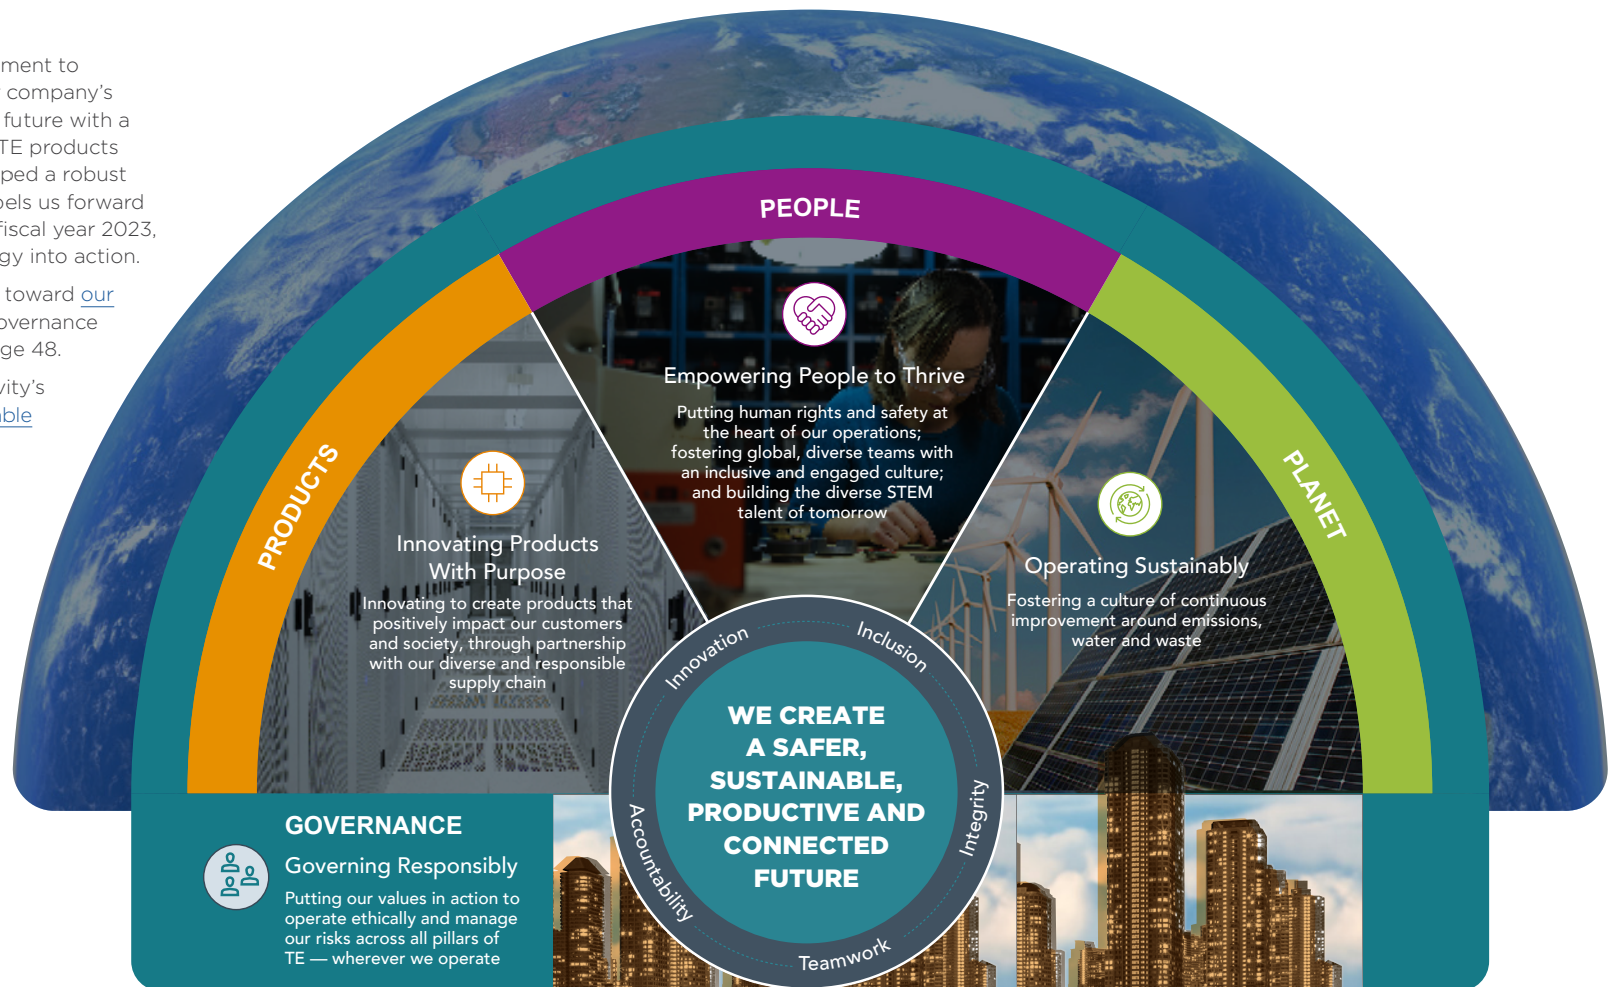 ment to
company's
future with a
TE products
ped a robust
pels us forward
fiscal year 2023,
gy into action.
toward our
overnance
ge 48.
vity's
able
PEOPLE
Empowering People to Thrive
Putting human rights and safety at
the heart of our operations;
fostering global, diverse teams with
an inclusive and engaged culture;
and building the diverse STEM
talent of tomorrow
PRODUCTS
Innovating Products
With Purpose
Innovating to create products that
positively impact our customers
and society, through partnership
with our diverse and responsible
supply chain
PLANET
Operating Sustainably
Fostering a culture of continuous
improvement around emissions,
water and waste
Innovation
Inclusion
Integrity
Teamwork
Accountability
WE CREATE
A SAFER,
SUSTAINABLE,
PRODUCTIVE AND
CONNECTED
FUTURE
GOVERNANCE
Governing Responsibly
Putting our values in action to
operate ethically and manage
our risks across all pillars of
TE — wherever we operate